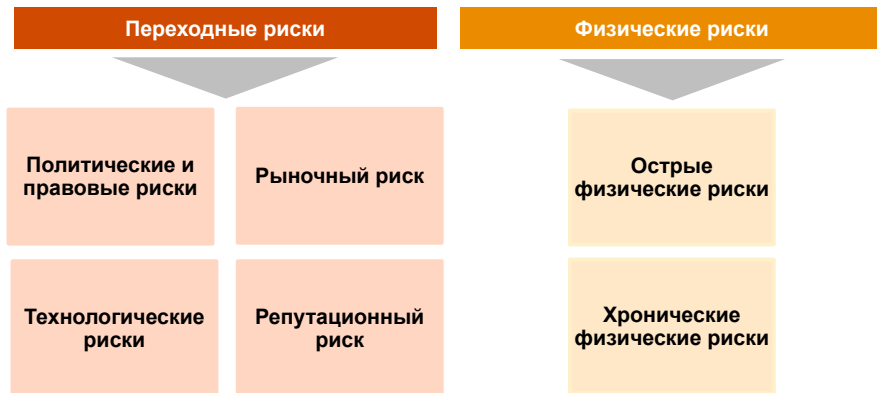 Переходные риски
Физические риски
Политические и
правовые риски
Рыночный риск
Острые
физические риски
Технологические
риски
Репутационный
риск
Хронические
физические риски